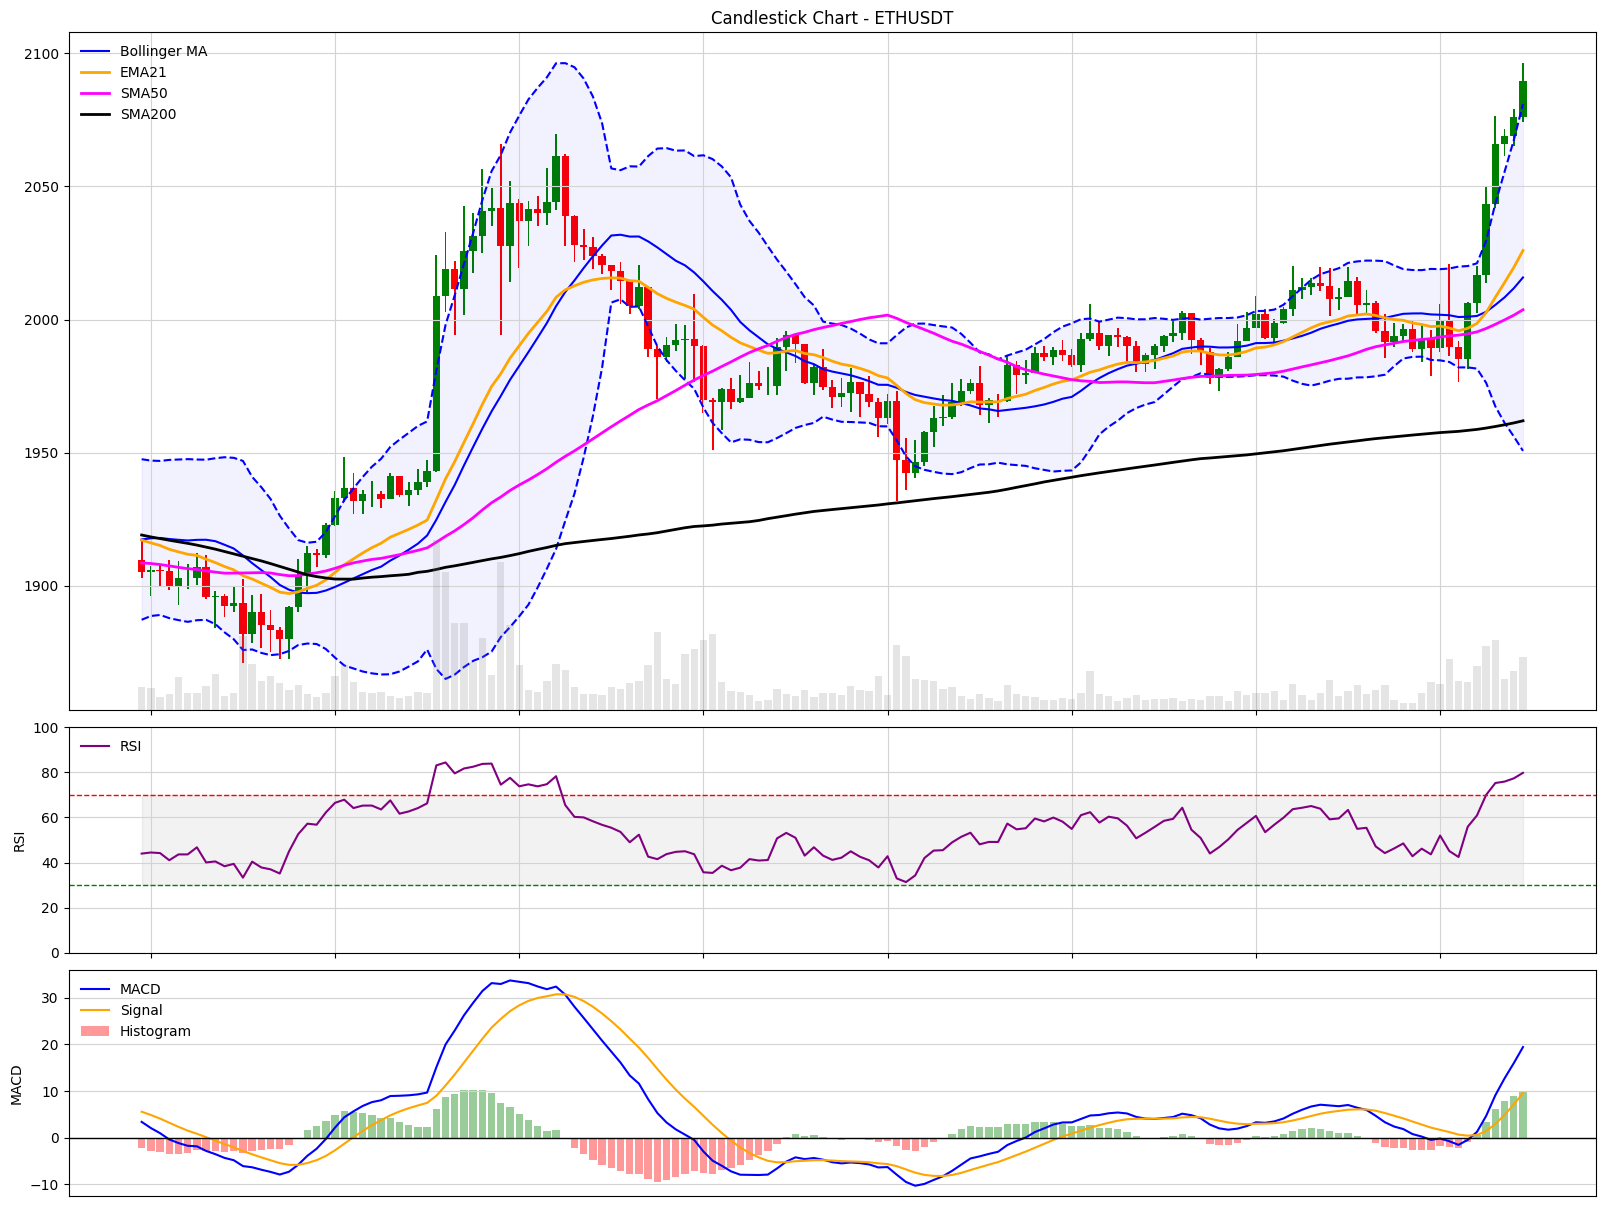 Candlestick Chart - ETHUSDT
Bollinger MA
EMA21
SMA50
SMA200
2100
2050
2000
1950
1900
RSI
100
80
60
40
20
0
RSI
MACD
Signal
Histogram
30
20
10
0
−10
MACD